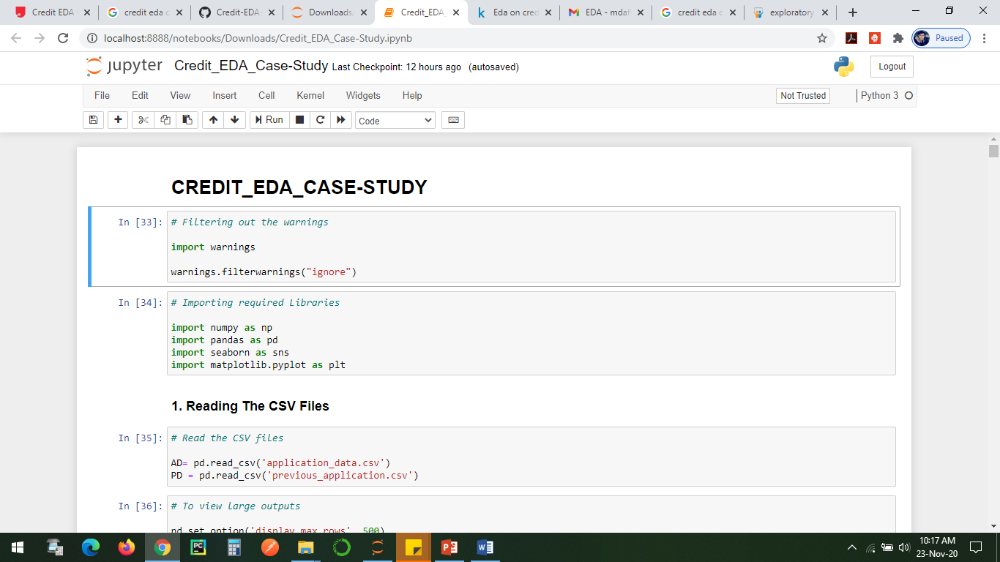 Credit EDA
credit eda c
Credit-EDA-
Downloads/
Credit_EDA_
Eda on cred
EDA - mdaf
credit eda c
exploratory
localhost:8888/notebooks/Downloads/Credit_EDA_Case-Study.ipynb
Paused
jupyter Credit_EDA_Case-Study Last Checkpoint: 12 hours ago (autosaved)
Logout
File Edit View Insert Cell Kernel Widgets Help
Not Trusted
Python 3
Run
Code
CREDIT_EDA_CASE-STUDY
In [33]: # Filtering out the warnings
import warnings
warnings.filterwarnings("ignore")
In [34]: # Importing required Libraries
import numpy as np
import pandas as pd
import seaborn as sns
import matplotlib.pyplot as plt
1. Reading The CSV Files
In [35]: # Read the CSV files
AD= pd.read_csv('application_data.csv')
PD = pd.read_csv('previous_application.csv')
In [36]: # To view large outputs
pd.set_option('display.max_rows', 500)
10:17 AM
23-Nov-20